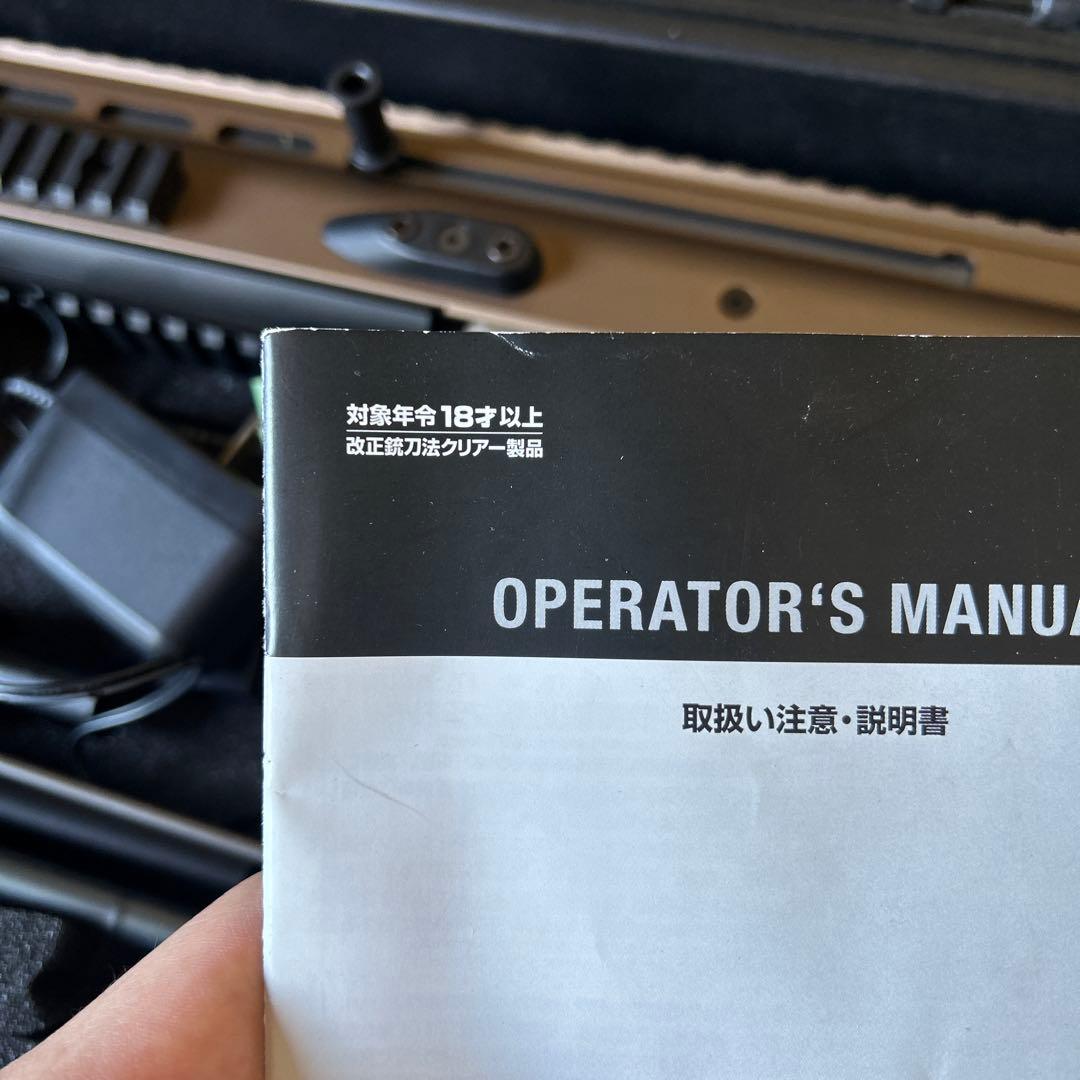 対象年令18才以上
改正銃刀法クリアー製品
OPERATOR‘S MANUA
取扱い注意・説明書